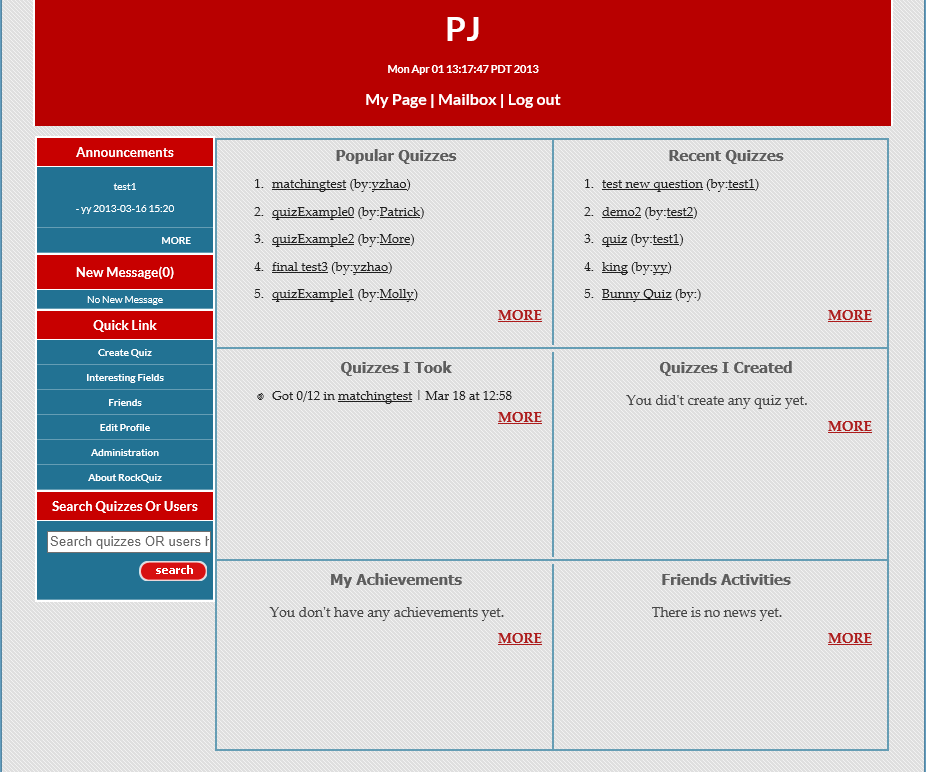 PJ
Mon Apr 01 13:17:47 PDT 2013
My Page | Mailbox | Log out
Announcements
test1
- yy 2013-03-16 15:20
MORE
New Message(0)
No New Message
Quick Link
Create Quiz
Interesting Fields
Friends
Edit Profile
Administration
About RockQuiz
Search Quizzes Or Users
Search quizzes OR users h
search
Popular Quizzes
1. matchingtest (by:yzhao)
2. quizExample0 (by:Patrick)
3. quizExample2 (by:More)
4. final test3 (by:yzhao)
5. quizExample1 (by:Molly)
MORE
Recent Quizzes
1. test new question (by:test1)
2. demo2 (by:test2)
3. quiz (by:test1)
4. king (by:yy)
5. Bunny Quiz (by:)
MORE
Quizzes I Took
Got 0/12 in matchingtest | Mar 18 at 12:58
MORE
Quizzes I Created
You did't create any quiz yet.
MORE
My Achievements
You don't have any achievements yet.
MORE
Friends Activities
There is no news yet.
MORE